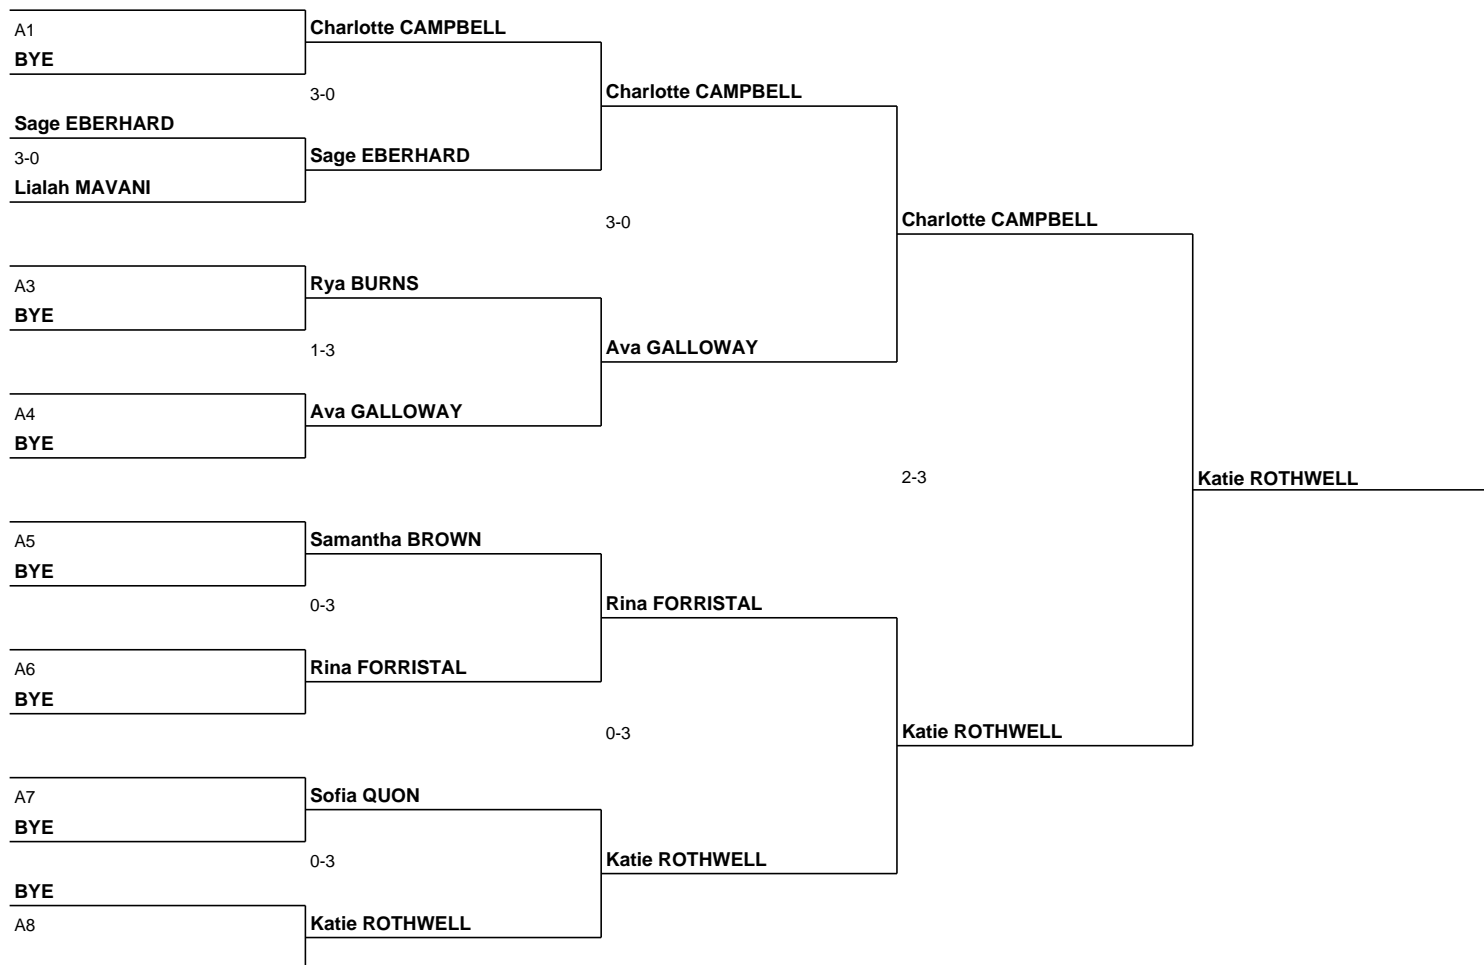 A1
BYE
Charlotte CAMPBELL
3-0
Charlotte CAMPBELL
Sage EBERHARD
3-0
Lialah MAVANI
Sage EBERHARD
3-0
Charlotte CAMPBELL
A3
BYE
Rya BURNS
1-3
Ava GALLOWAY
A4
BYE
Ava GALLOWAY
2-3
Katie ROTHWELL
A5
BYE
Samantha BROWN
0-3
Rina FORRISTAL
A6
BYE
Rina FORRISTAL
0-3
Katie ROTHWELL
A7
BYE
Sofia QUON
0-3
Katie ROTHWELL
BYE
A8
Katie ROTHWELL